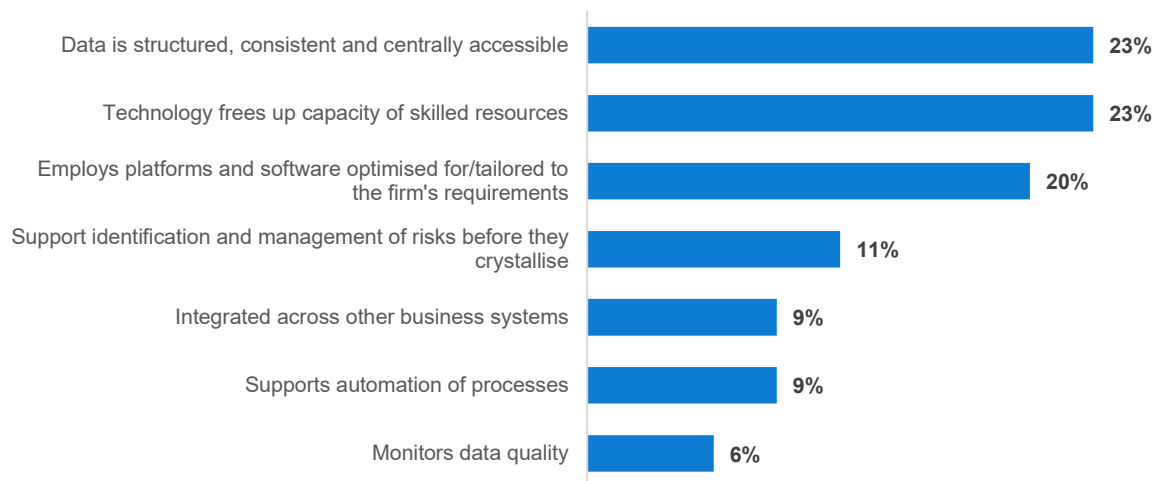 Data is structured, consistent and centrally accessible
23%
Technology frees up capacity of skilled resources
23%
Employs platforms and software optimised for/tailored to
the firm's requirements
20%
Support identification and management of risks before they
crystallise
11%
Integrated across other business systems
9%
Supports automation of processes
9%
Monitors data quality
6%